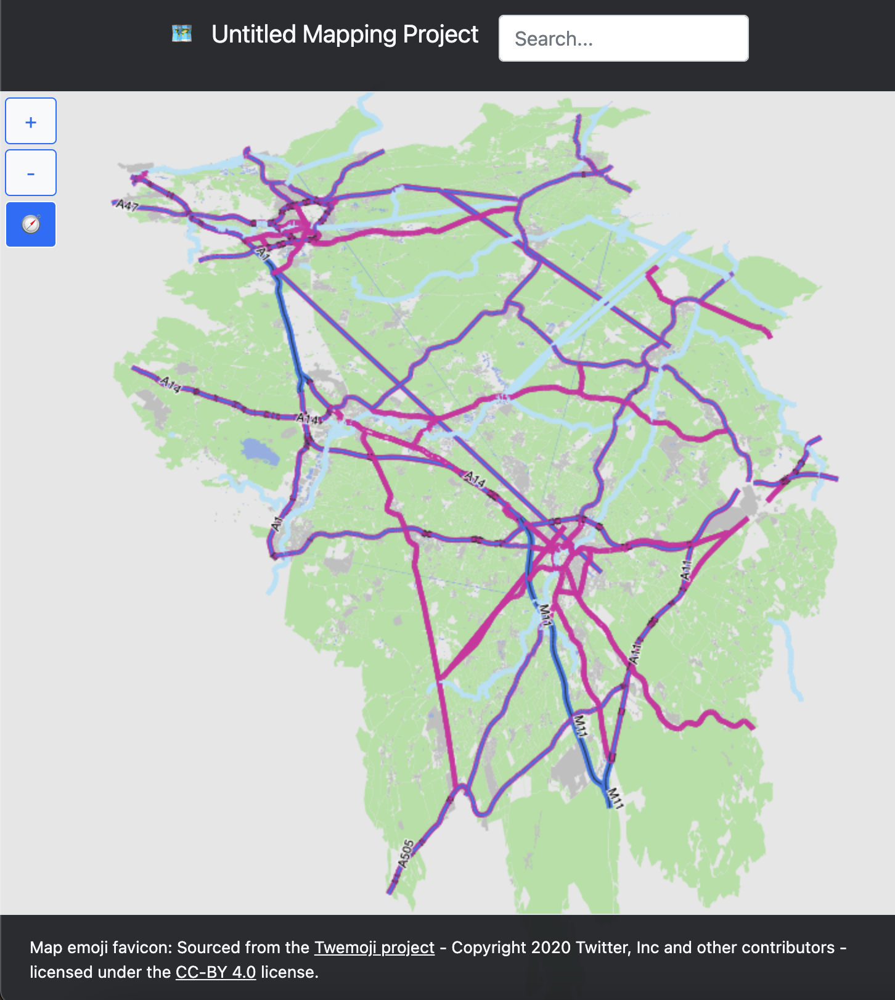 Untitled Mapping Project
Search...
+
-
A47
A1
A14
A14
A14
A1
A11
M11
A11
M11
M11
A505
Map emoji favicon: Sourced from the Twemoji project - Copyright 2020 Twitter, Inc and other contributors -
licensed under the CC-BY 4.0 license.